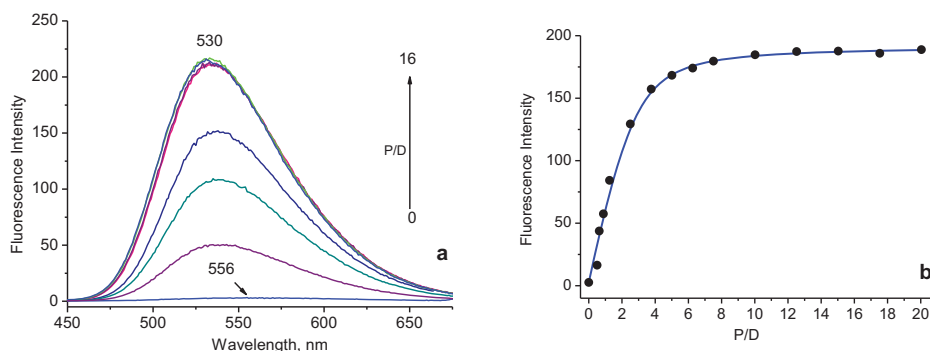 250
200
150
100
50
0
Fluorescence Intensity
530
16
P/D
0
556
a
450 500 550 600 650
Wavelength, nm
200
150
100
50
0
Fluorescence Intensity
b
0 2 4 6 8 10 12 14 16 18 20
P/D